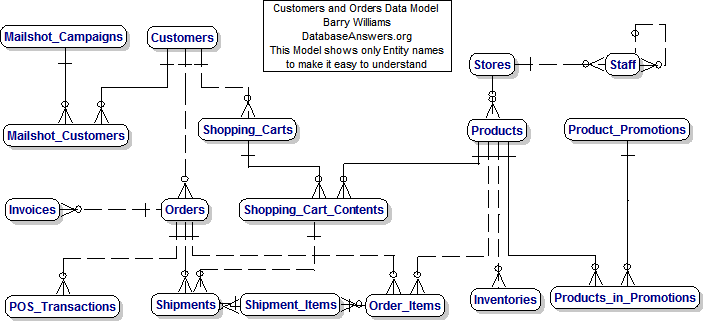 Customers and Orders Data Model
Barry Williams
DatabaseAnswers.org
This Model shows only Entity names
to make it easy to understand
Mailshot_Campaigns
Customers
Stores
Staff
Mailshot_Customers
Shopping_Carts
Products
Product_Promotions
Invoices
Orders
Shopping_Cart_Contents
POS_Transactions
Shipments
Shipment_Items
Order_Items
Inventories
Products_in_Promotions